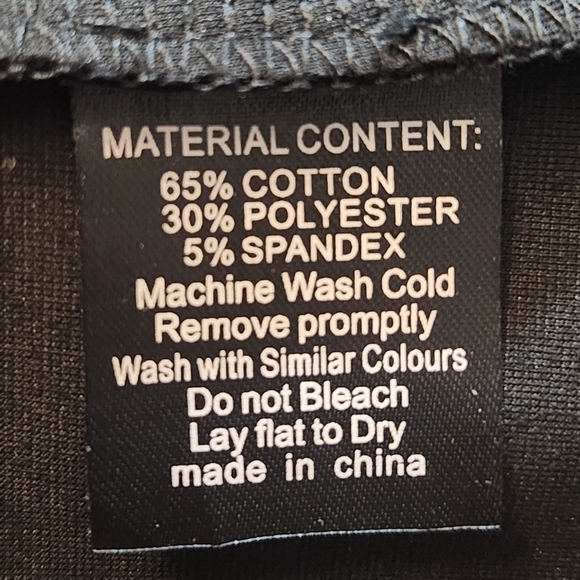 MATERIAL CONTENT:
65% COTTON
30% POLYESTER
5% SPANDEX
Machine Wash Cold
Remove promptly
Wash with Similar Colours
Do not Bleach
Lay flat to Dry
made in china